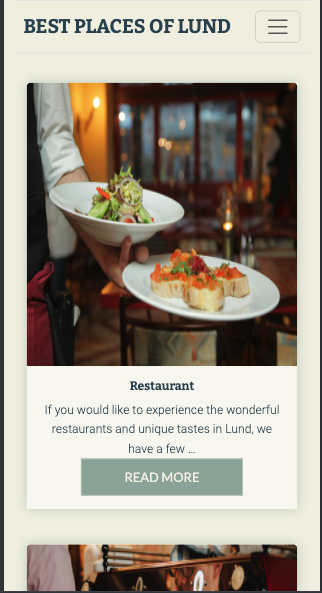 BEST PLACES OF LUND
Restaurant
If you would like to experience the wonderful
restaurants and unique tastes in Lund, we
have a few ...
READ MORE